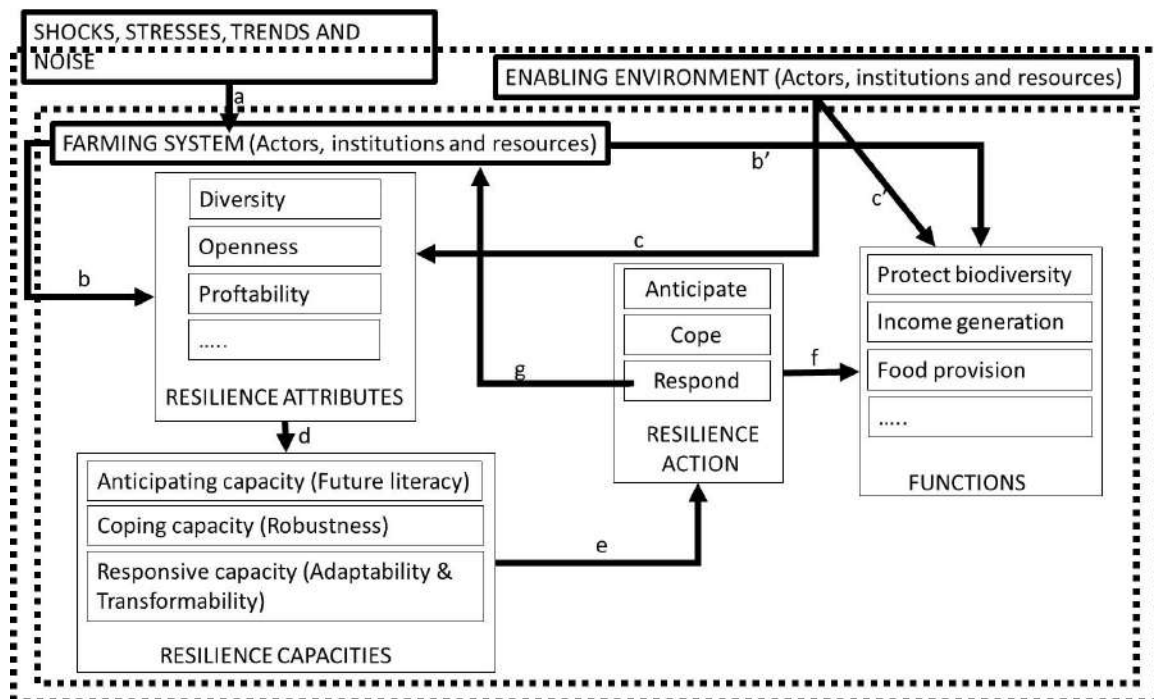 SHOCKS, STRESSES, TRENDS AND
NOISE
ENABLING ENVIRONMENT (Actors, institutions and resources)
a
FARMING SYSTEM (Actors, institutions and resources)
b'
c'
Diversity
Openness
Proftability
.....
RESILIENCE ATTRIBUTES
b
c
d
Anticipate
Cope
Respond
RESILIENCE
ACTION
g
f
Protect biodiversity
Income generation
Food provision
.....
FUNCTIONS
Anticipating capacity (Future literacy)
Coping capacity (Robustness)
Responsive capacity (Adaptability &
Transformability)
RESILIENCE CAPACITIES
e